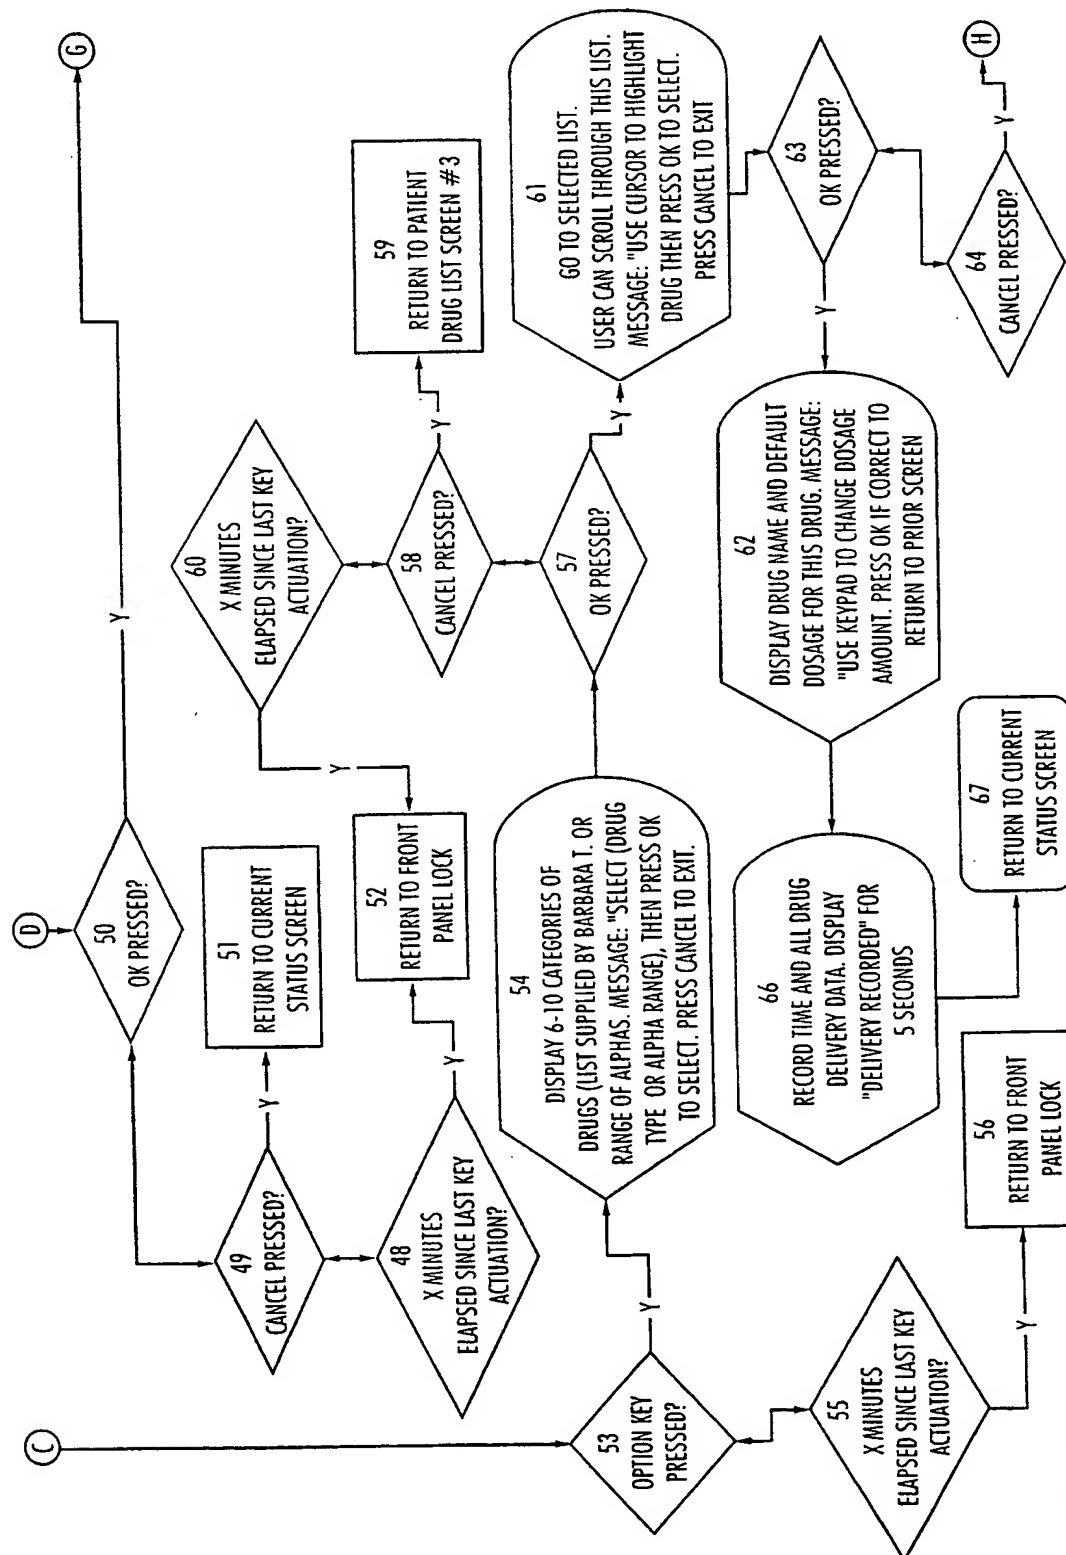 C
D
G
50
OK PRESSED?
Y
49
CANCEL PRESSED?
Y
51
RETURN TO CURRENT
STATUS SCREEN
48
X MINUTES
ELAPSED SINCE LAST KEY
ACTUATION?
Y
52
RETURN TO FRONT
PANEL LOCK
Y
60
X MINUTES
ELAPSED SINCE LAST KEY
ACTUATION?
58
CANCEL PRESSED?
Y
59
RETURN TO PATIENT
DRUG LIST SCREEN #3
57
OK PRESSED?
Y
53
OPTION KEY
PRESSED?
Y
54
DISPLAY 6-10 CATEGORIES OF
DRUGS (LIST SUPPLIED BY BARBARA T. OR
RANGE OF ALPHAS. MESSAGE: "SELECT (DRUG
TYPE OR ALPHA RANGE), THEN PRESS OK
TO SELECT. PRESS CANCEL TO EXIT.
61
GO TO SELECTED LIST.
USER CAN SCROLL THROUGH THIS LIST.
MESSAGE: "USE CURSOR TO HIGHLIGHT
DRUG THEN PRESS OK TO SELECT.
PRESS CANCEL TO EXIT
55
X MINUTES
ELAPSED SINCE LAST KEY
ACTUATION?
Y
56
RETURN TO FRONT
PANEL LOCK
66
RECORD TIME AND ALL DRUG
DELIVERY DATA. DISPLAY
"DELIVERY RECORDED" FOR
5 SECONDS
67
RETURN TO CURRENT
STATUS SCREEN
62
DISPLAY DRUG NAME AND DEFAULT
DOSAGE FOR THIS DRUG. MESSAGE:
"USE KEYPAD TO CHANGE DOSAGE
AMOUNT. PRESS OK IF CORRECT TO
RETURN TO PRIOR SCREEN
Y
63
OK PRESSED?
64
CANCEL PRESSED?
Y
H